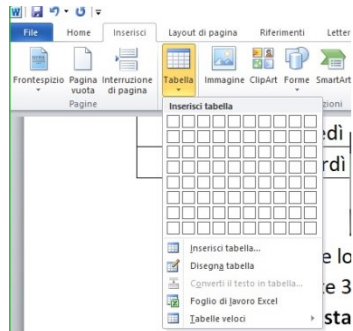 W
File Home Inserisci Layout di pagina Riferimenti Letter
Frontespizio Pagina vuota Interruzione di pagina Tabella Immagine ClipArt Forme SmartArt
Pagine
Inserisci tabella
Inserisci tabella...
Disegna tabella
Converti il testo in tabella...
Foglio di lavoro Excel
Tabelle veloci
edì
rdì
e lo
e 3
sta